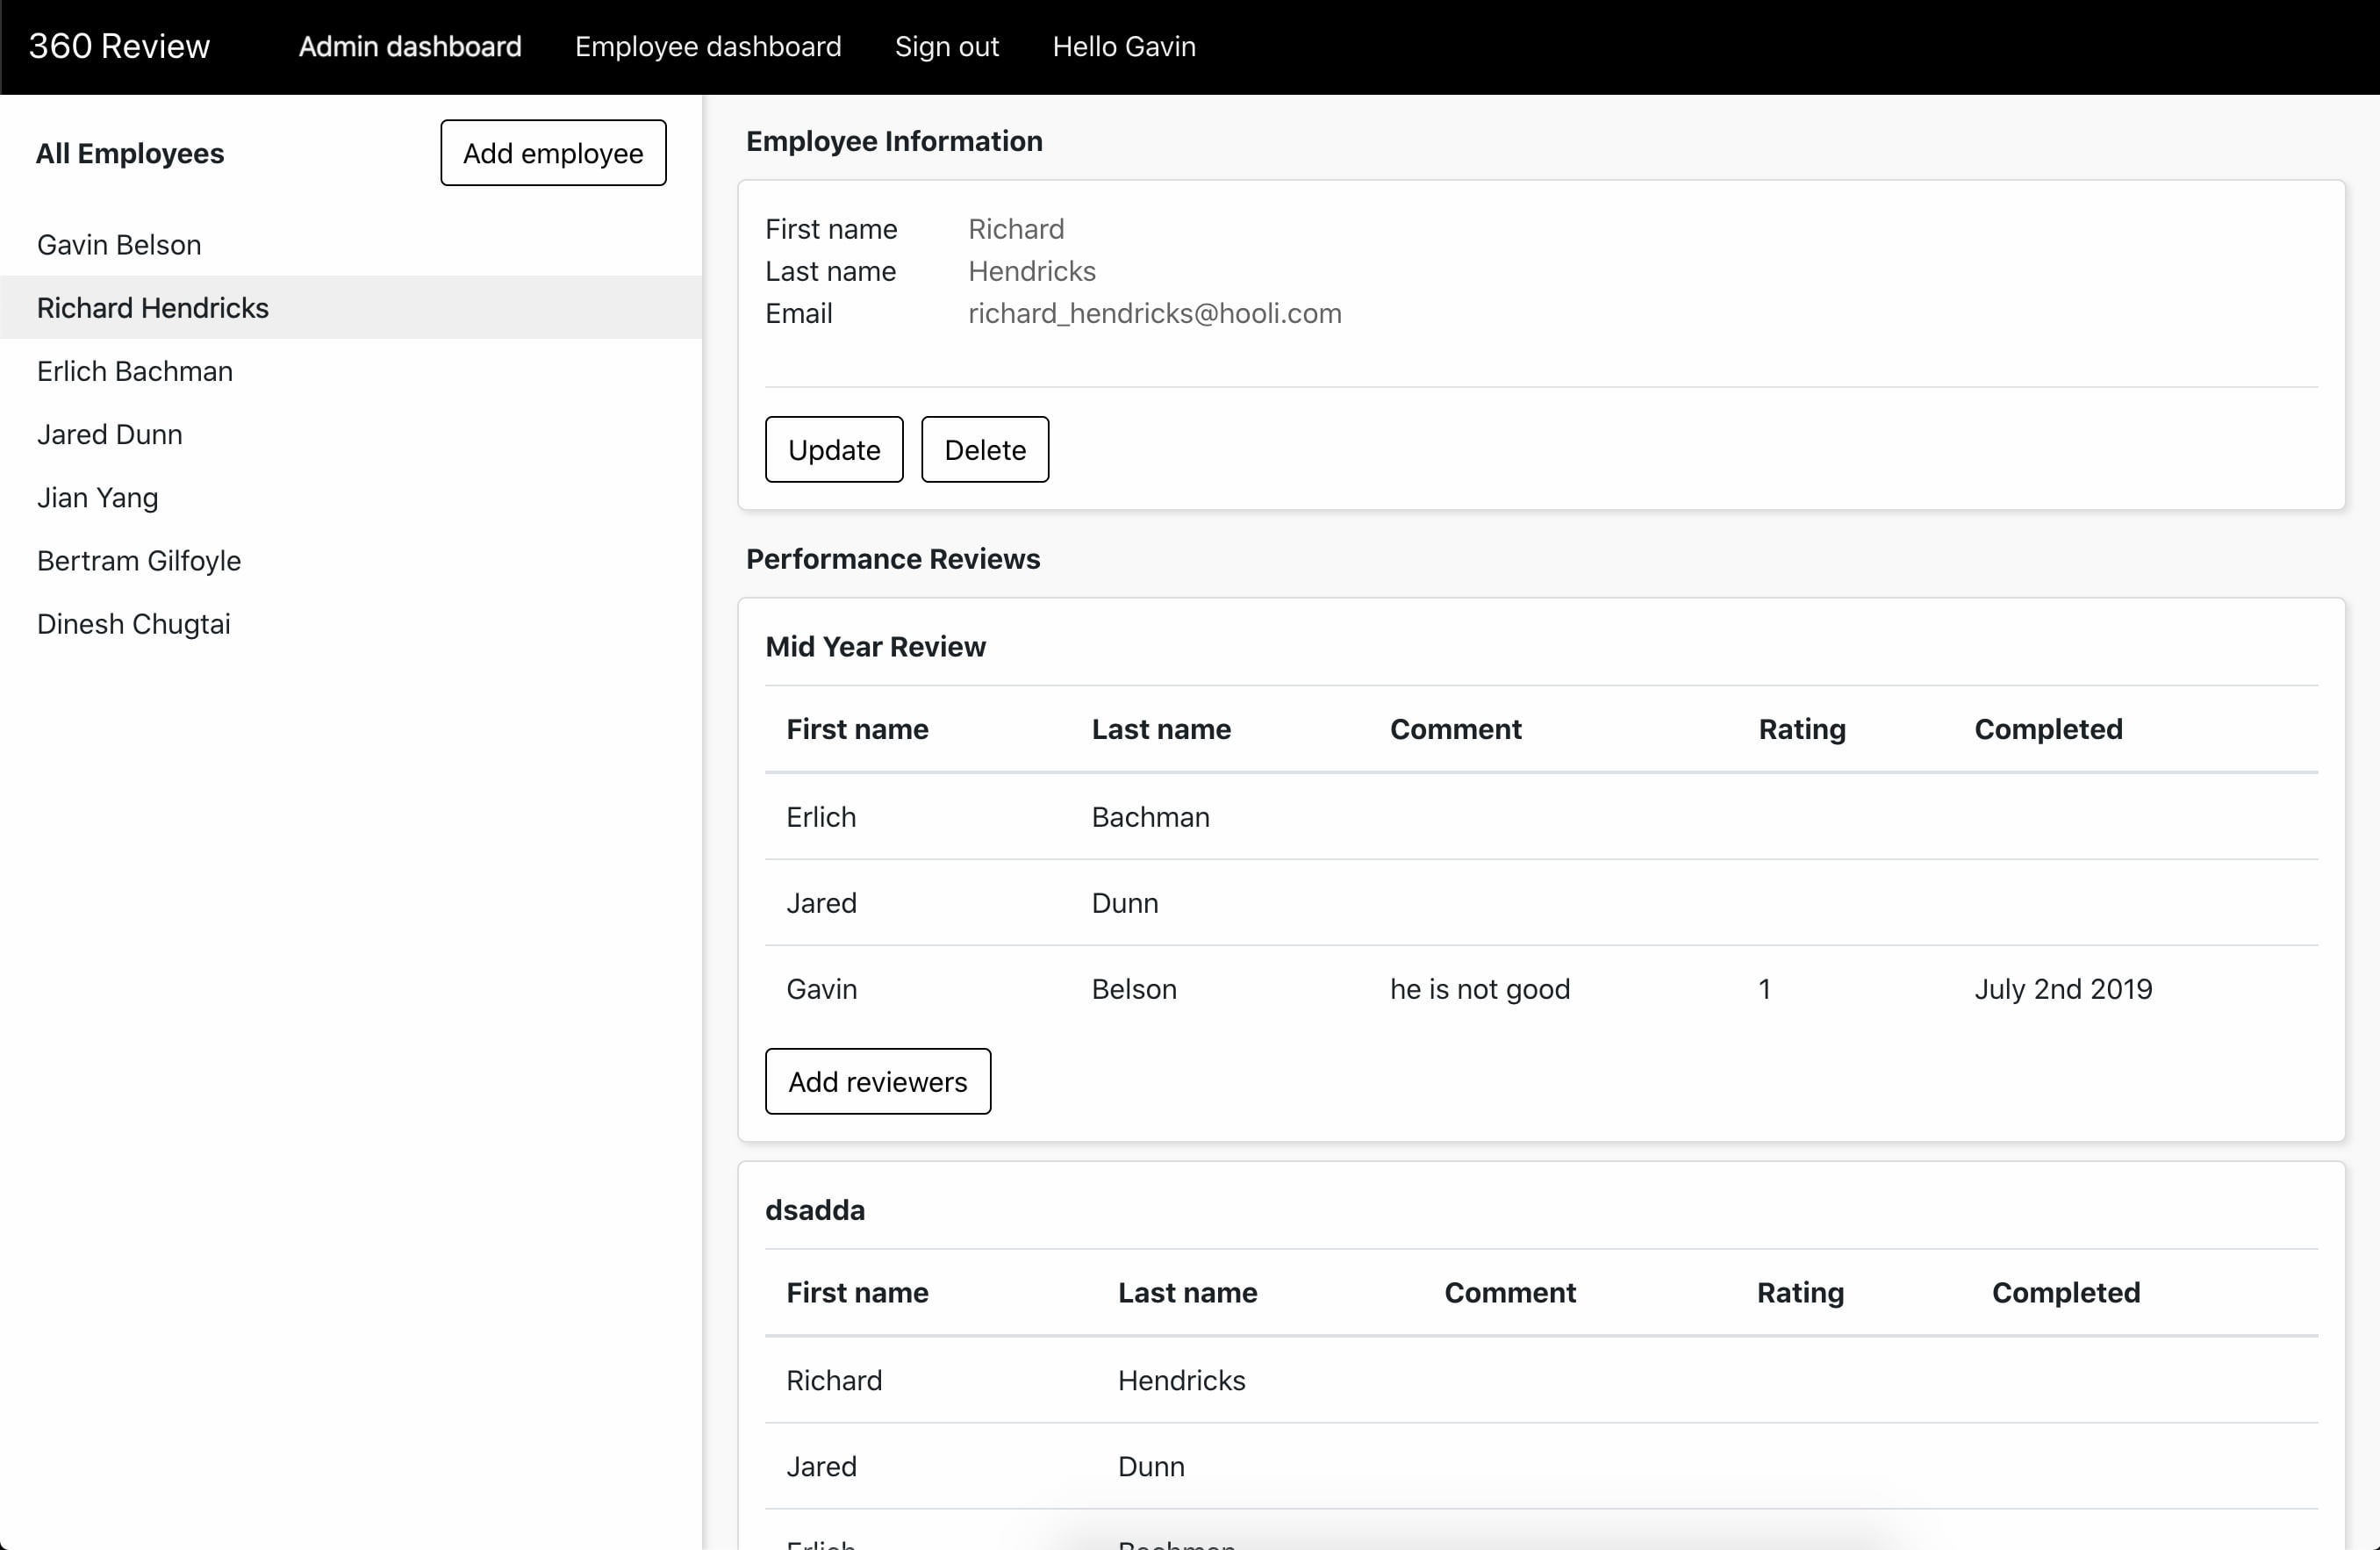 360 Review Admin dashboard Employee dashboard Sign out Hello Gavin
All Employees Add employee
Gavin Belson
Richard Hendricks
Erlich Bachman
Jared Dunn
Jian Yang
Bertram Gilfoyle
Dinesh Chugtai
Employee Information
First name Richard
Last name Hendricks
Email richard_hendricks@hooli.com
Update Delete
Performance Reviews
Mid Year Review
First name Last name Comment Rating Completed
Erlich Bachman
Jared Dunn
Gavin Belson he is not good 1 July 2nd 2019
Add reviewers
dsadda
First name Last name Comment Rating Completed
Richard Hendricks
Jared Dunn
Erlich Bachman